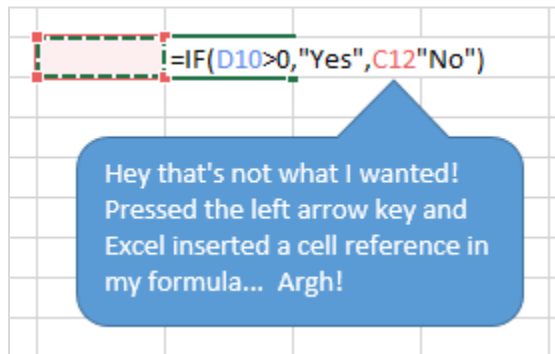 =IF(D10>0,"Yes",C12"No")
Hey that's not what I wanted!
Pressed the left arrow key and
Excel inserted a cell reference in
my formula...  Argh!